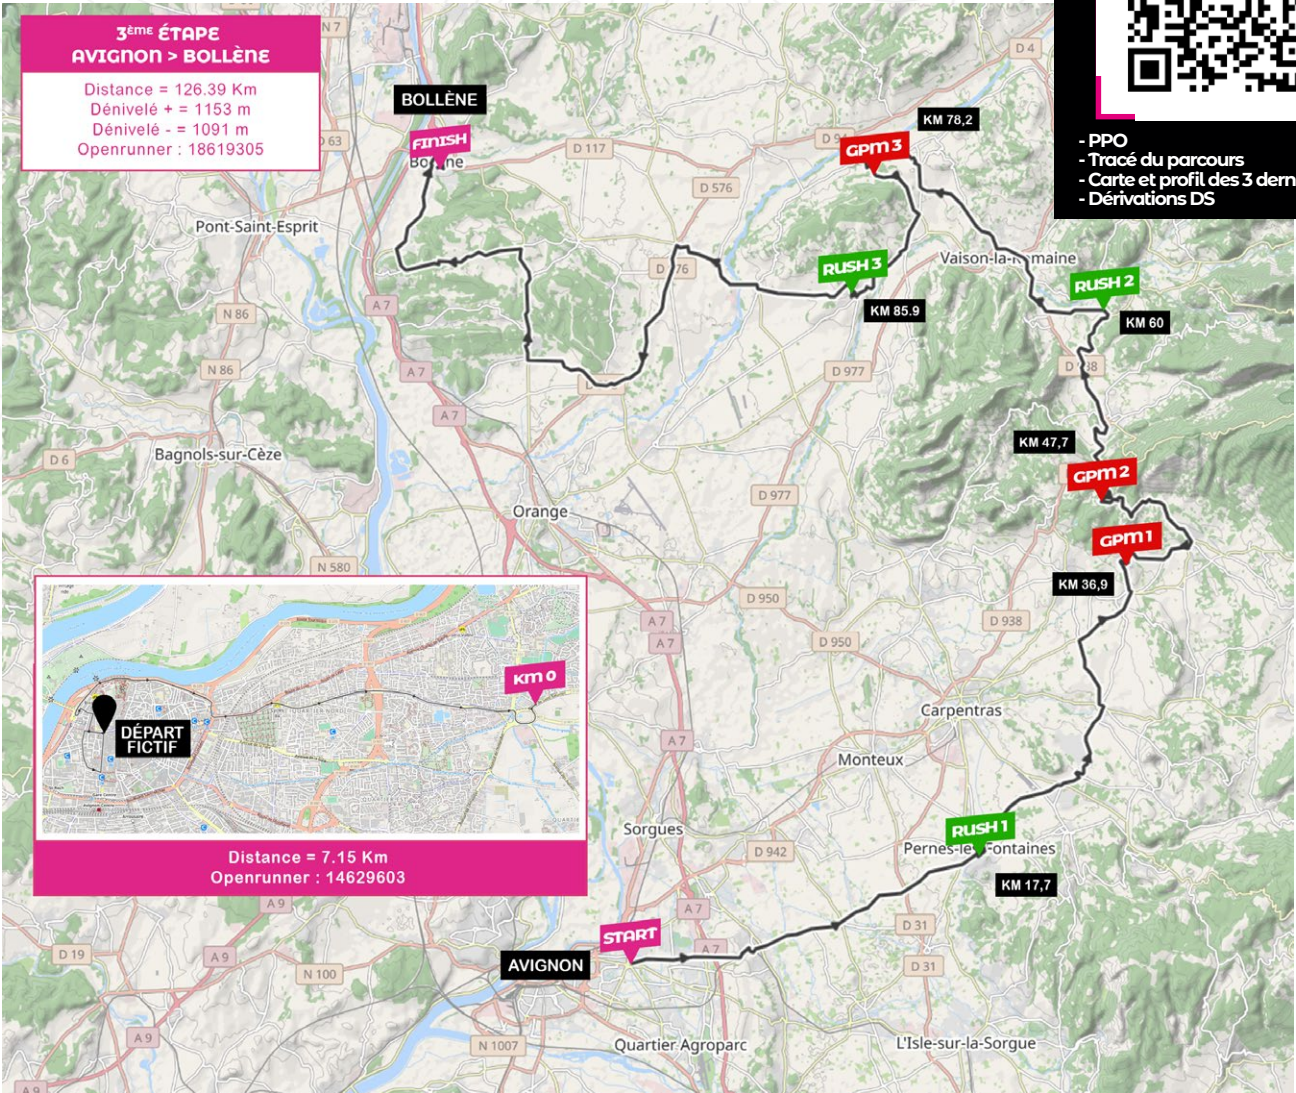 3ÈME ÉTAPE
AVIGNON > BOLLÈNE
Distance = 126.39 Km
Dénivelé + = 1153 m
Dénivelé - = 1091 m
Openrunner : 18619305
N 7
D 4
- PPO
- Tracé du parcours
- Carte et profil des 3 dern
- Dérivations DS
BOLLÈNE
FINISH
KM 78,2
GPM 3
D 117
D 576
Pont-Saint-Esprit
Vaison-la-R maine
RUSH 3
RUSH 2
KM 85.9
KM 60
A 7
N 86
N 86
A 7
D 977
A 7
KM 47,7
D 6
Bagnols-sur-Cèze
GPM 2
D 977
Orange
GPM 1
N 580
KM 36,9
D 950
A 7
A 7
D 938
D 950
KM 0
DÉPART
FICTIF
Carpentras
A 7
Monteux
Sorgues
RUSH 1
Pernes-le Fontaines
D 942
Distance = 7.15 Km
Openrunner : 14629603
KM 17,7
A 9
A 7
START
D 31
A 7
D 19
A 9
N 100
AVIGNON
D 31
A 9
N 1007
Quartier Agroparc
L'Isle-sur-la-Sorgue
A 9